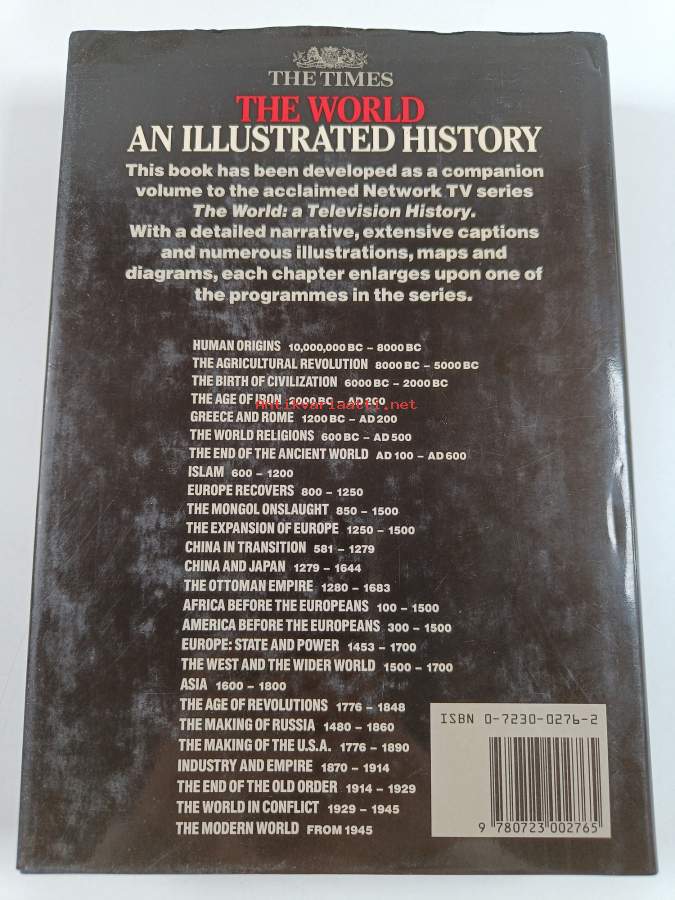 THE TIMES
THE WORLD
AN ILLUSTRATED HISTORY
This book has been developed as a companion
volume to the acclaimed Network TV series
The World: a Television History.
With a detailed narrative, extensive captions
and numerous illustrations, maps and
diagrams, each chapter enlarges upon one of
the programmes in the series.
HUMAN ORIGINS 10,000,000 BC – 8000 BC
THE AGRICULTURAL REVOLUTION 8000 BC – 5000 BC
THE BIRTH OF CIVILIZATION 6000 BC – 2000 BC
THE AGE OF IRON 2000 BC – AD 200
Antikvariaatti.net
GREECE AND ROME 1200 BC – AD 200
THE WORLD RELIGIONS 600 BC – AD 500
THE END OF THE ANCIENT WORLD AD 100 – AD 600
ISLAM 600 – 1200
EUROPE RECOVERS 800 – 1250
THE MONGOL ONSLAUGHT 850 – 1500
THE EXPANSION OF EUROPE 1250 – 1500
CHINA IN TRANSITION 581 – 1279
CHINA AND JAPAN 1279 – 1644
THE OTTOMAN EMPIRE 1280 – 1683
AFRICA BEFORE THE EUROPEANS 100 – 1500
AMERICA BEFORE THE EUROPEANS 300 – 1500
EUROPE: STATE AND POWER 1453 – 1700
THE WEST AND THE WIDER WORLD 1500 – 1700
ASIA 1600 – 1800
THE AGE OF REVOLUTIONS 1776 – 1848
THE MAKING OF RUSSIA 1480 – 1860
THE MAKING OF THE U.S.A. 1776 – 1890
INDUSTRY AND EMPIRE 1870 – 1914
THE END OF THE OLD ORDER 1914 – 1929
THE WORLD IN CONFLICT 1929 – 1945
THE MODERN WORLD FROM 1945
ISBN 0-7230-0276-2
9 780723 002765